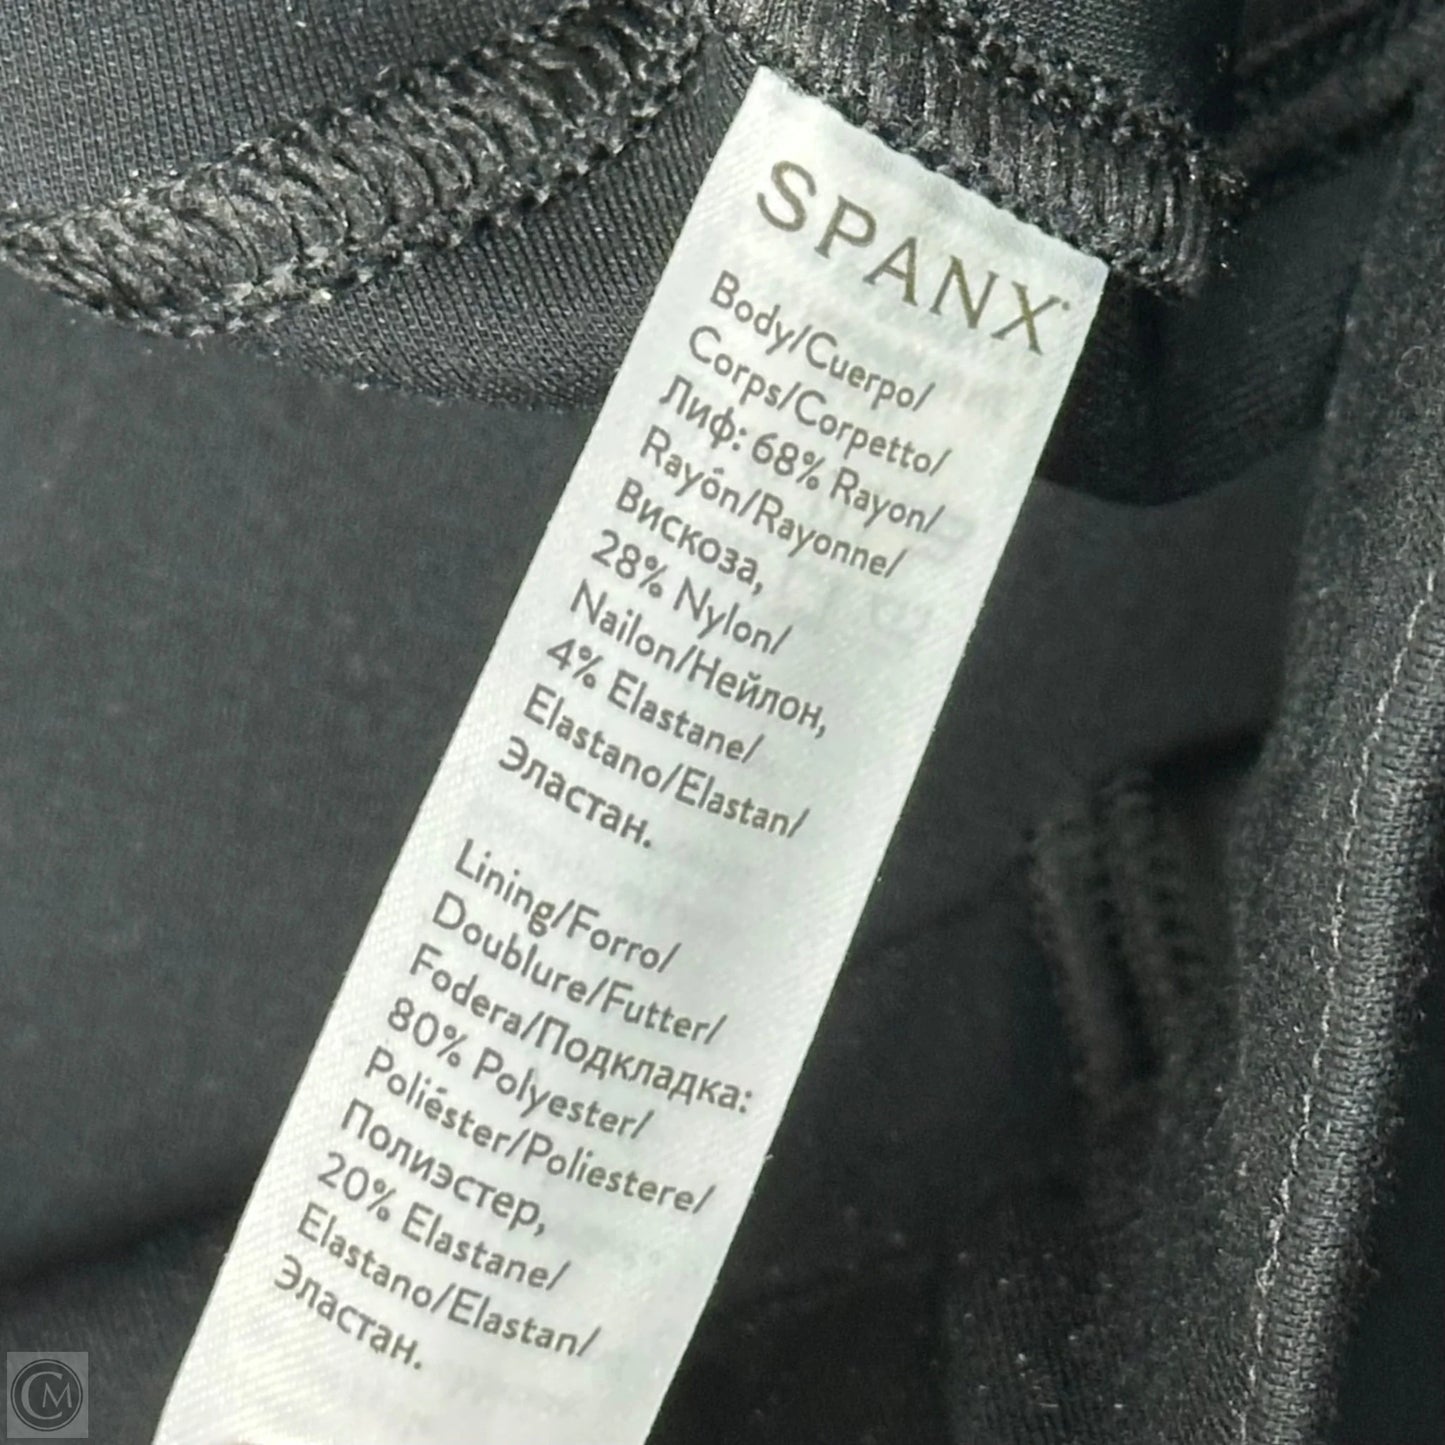 SPANX
Body/Cuerpo/
Corps/Corpetto/
Лиф: 68% Rayon/
Rayón/Rayonne/
Вискоза,
28% Nylon/
Nailon/Нейлон,
4% Elastane/
Elastano/Elastan/
Эластан.
Lining/Forro/
Doublure/Futter/
Fodera/Подкладка:
80% Polyester/
Poliéster/Poliestere/
Полиэстер,
20% Elastane/
Elastano/Elastan/
Эластан.
CM